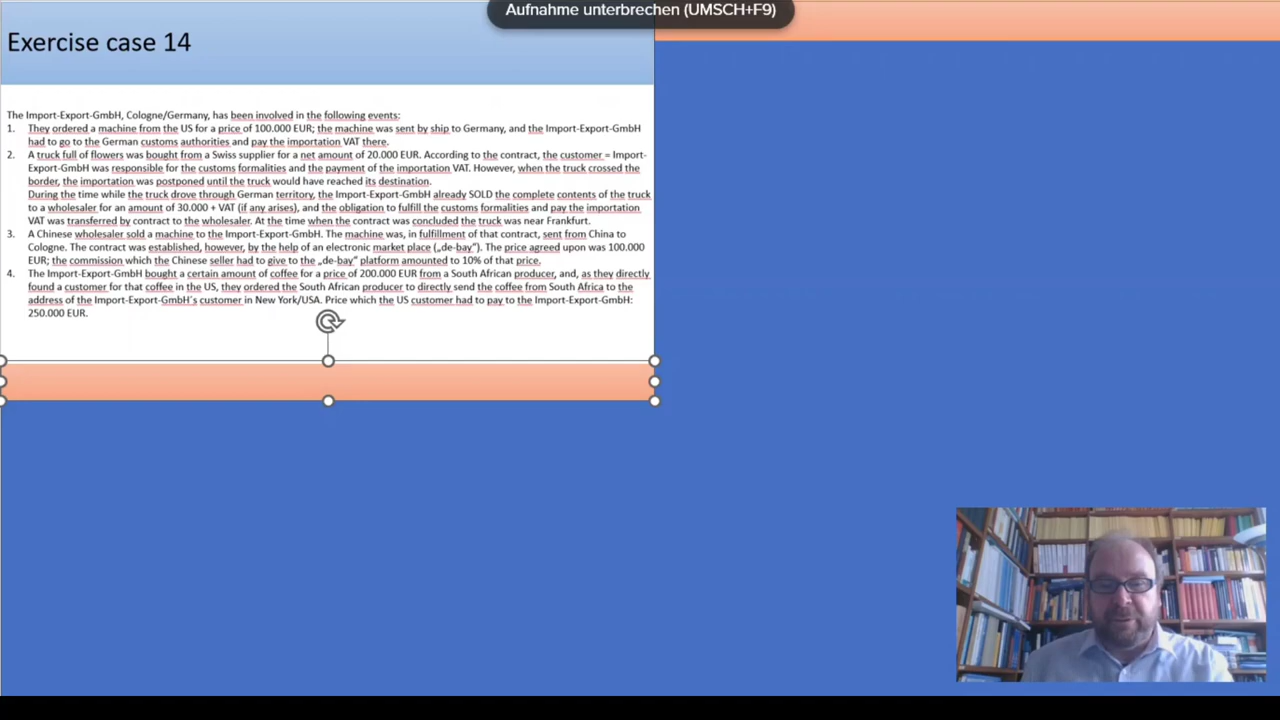 Aufnahme unterbrechen (UMSCH+F9)
Exercise case 14
The Import-Export-GmbH, Cologne/Germany, has been involved in the following events:
1. They ordered a machine from the US for a price of 100.000 EUR; the machine was sent by ship to Germany, and the Import-Export-GmbH
had to go to the German customs authorities and pay the importation VAT there.
2. A truck full of flowers was bought from a Swiss supplier for a net amount of 20.000 EUR. According to the contract, the customer = Import-
Export-GmbH was responsible for the customs formalities and the payment of the importation VAT. However, when the truck crossed the
border, the importation was postponed until the truck would have reached its destination.
During the time while the truck drove through German territory, the Import-Export-GmbH already SOLD the complete contents of the truck
to a wholesaler for an amount of 30.000 + VAT (if any arises), and the obligation to fulfill the customs formalities and pay the importation
VAT was transferred by contract to the wholesaler. At the time when the contract was concluded the truck was near Frankfurt.
3. A Chinese wholesaler sold a machine to the Import-Export-GmbH. The machine was, in fulfillment of that contract, sent from China to
Cologne. The contract was established, however, by the help of an electronic market place („de-bay“). The price agreed upon was 100.000
EUR; the commission which the Chinese seller had to give to the „de-bay“ platform amounted to 10% of that price.
4. The Import-Export-GmbH bought a certain amount of coffee for a price of 200.000 EUR from a South African producer, and, as they directly
found a customer for that coffee in the US, they ordered the South African producer to directly send the coffee from South Africa to the
address of the Import-Export-GmbH´s customer in New York/USA. Price which the US customer had to pay to the Import-Export-GmbH:
250.000 EUR.